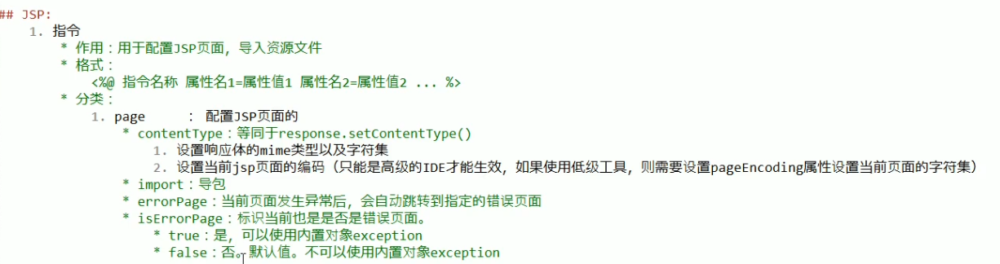 ## JSP:
1. 指令
* 作用：用于配置JSP页面，导入资源文件
* 格式：
<%@ 指令名称 属性名1=属性值1 属性名2=属性值2 ... %>
* 分类：
1. page ： 配置JSP页面的
* contentType：等同于response.setContentType()
1. 设置响应体的mime类型以及字符集
2. 设置当前jsp页面的编码（只能是高级的IDE才能生效，如果使用低级工具，则需要设置pageEncoding属性设置当前页面的字符集）
* import：导包
* errorPage：当前页面发生异常后，会自动跳转到指定的错误页面
* isErrorPage：标识当前也是是否是错误页面。
* true：是，可以使用内置对象exception
* false：否。默认值。不可以使用内置对象exception